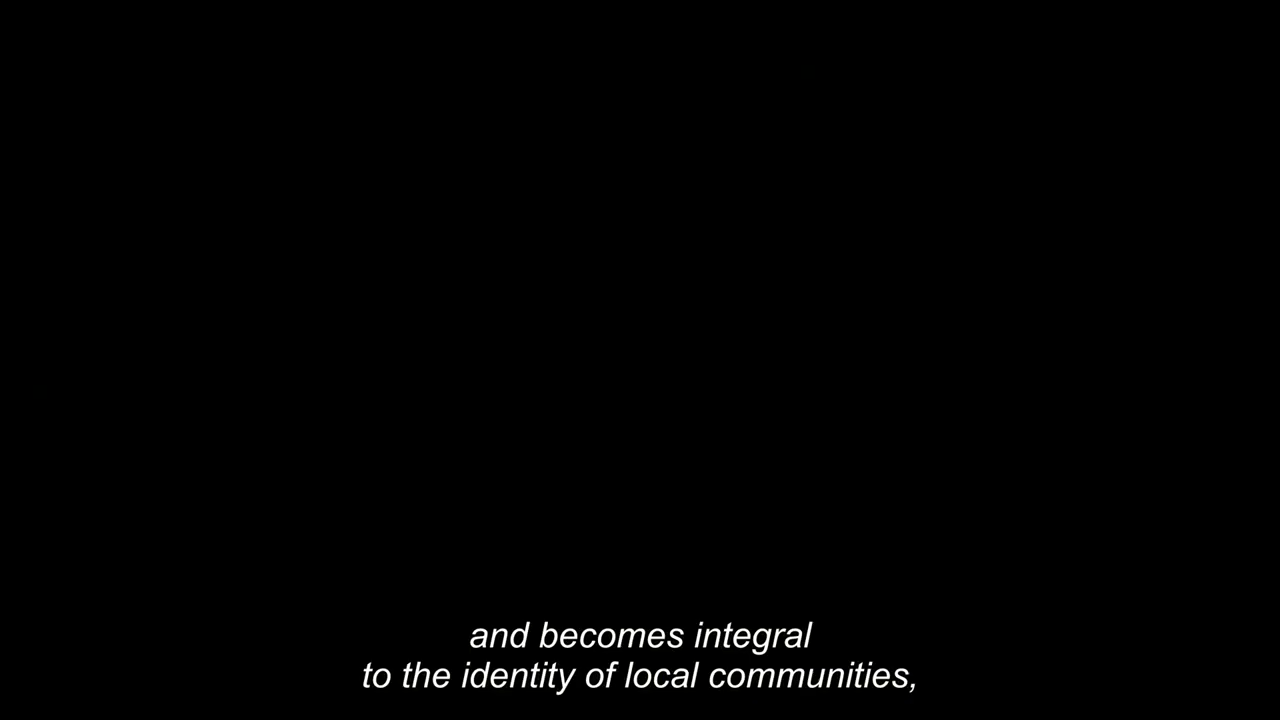 and becomes integral
to the identity of local communities,